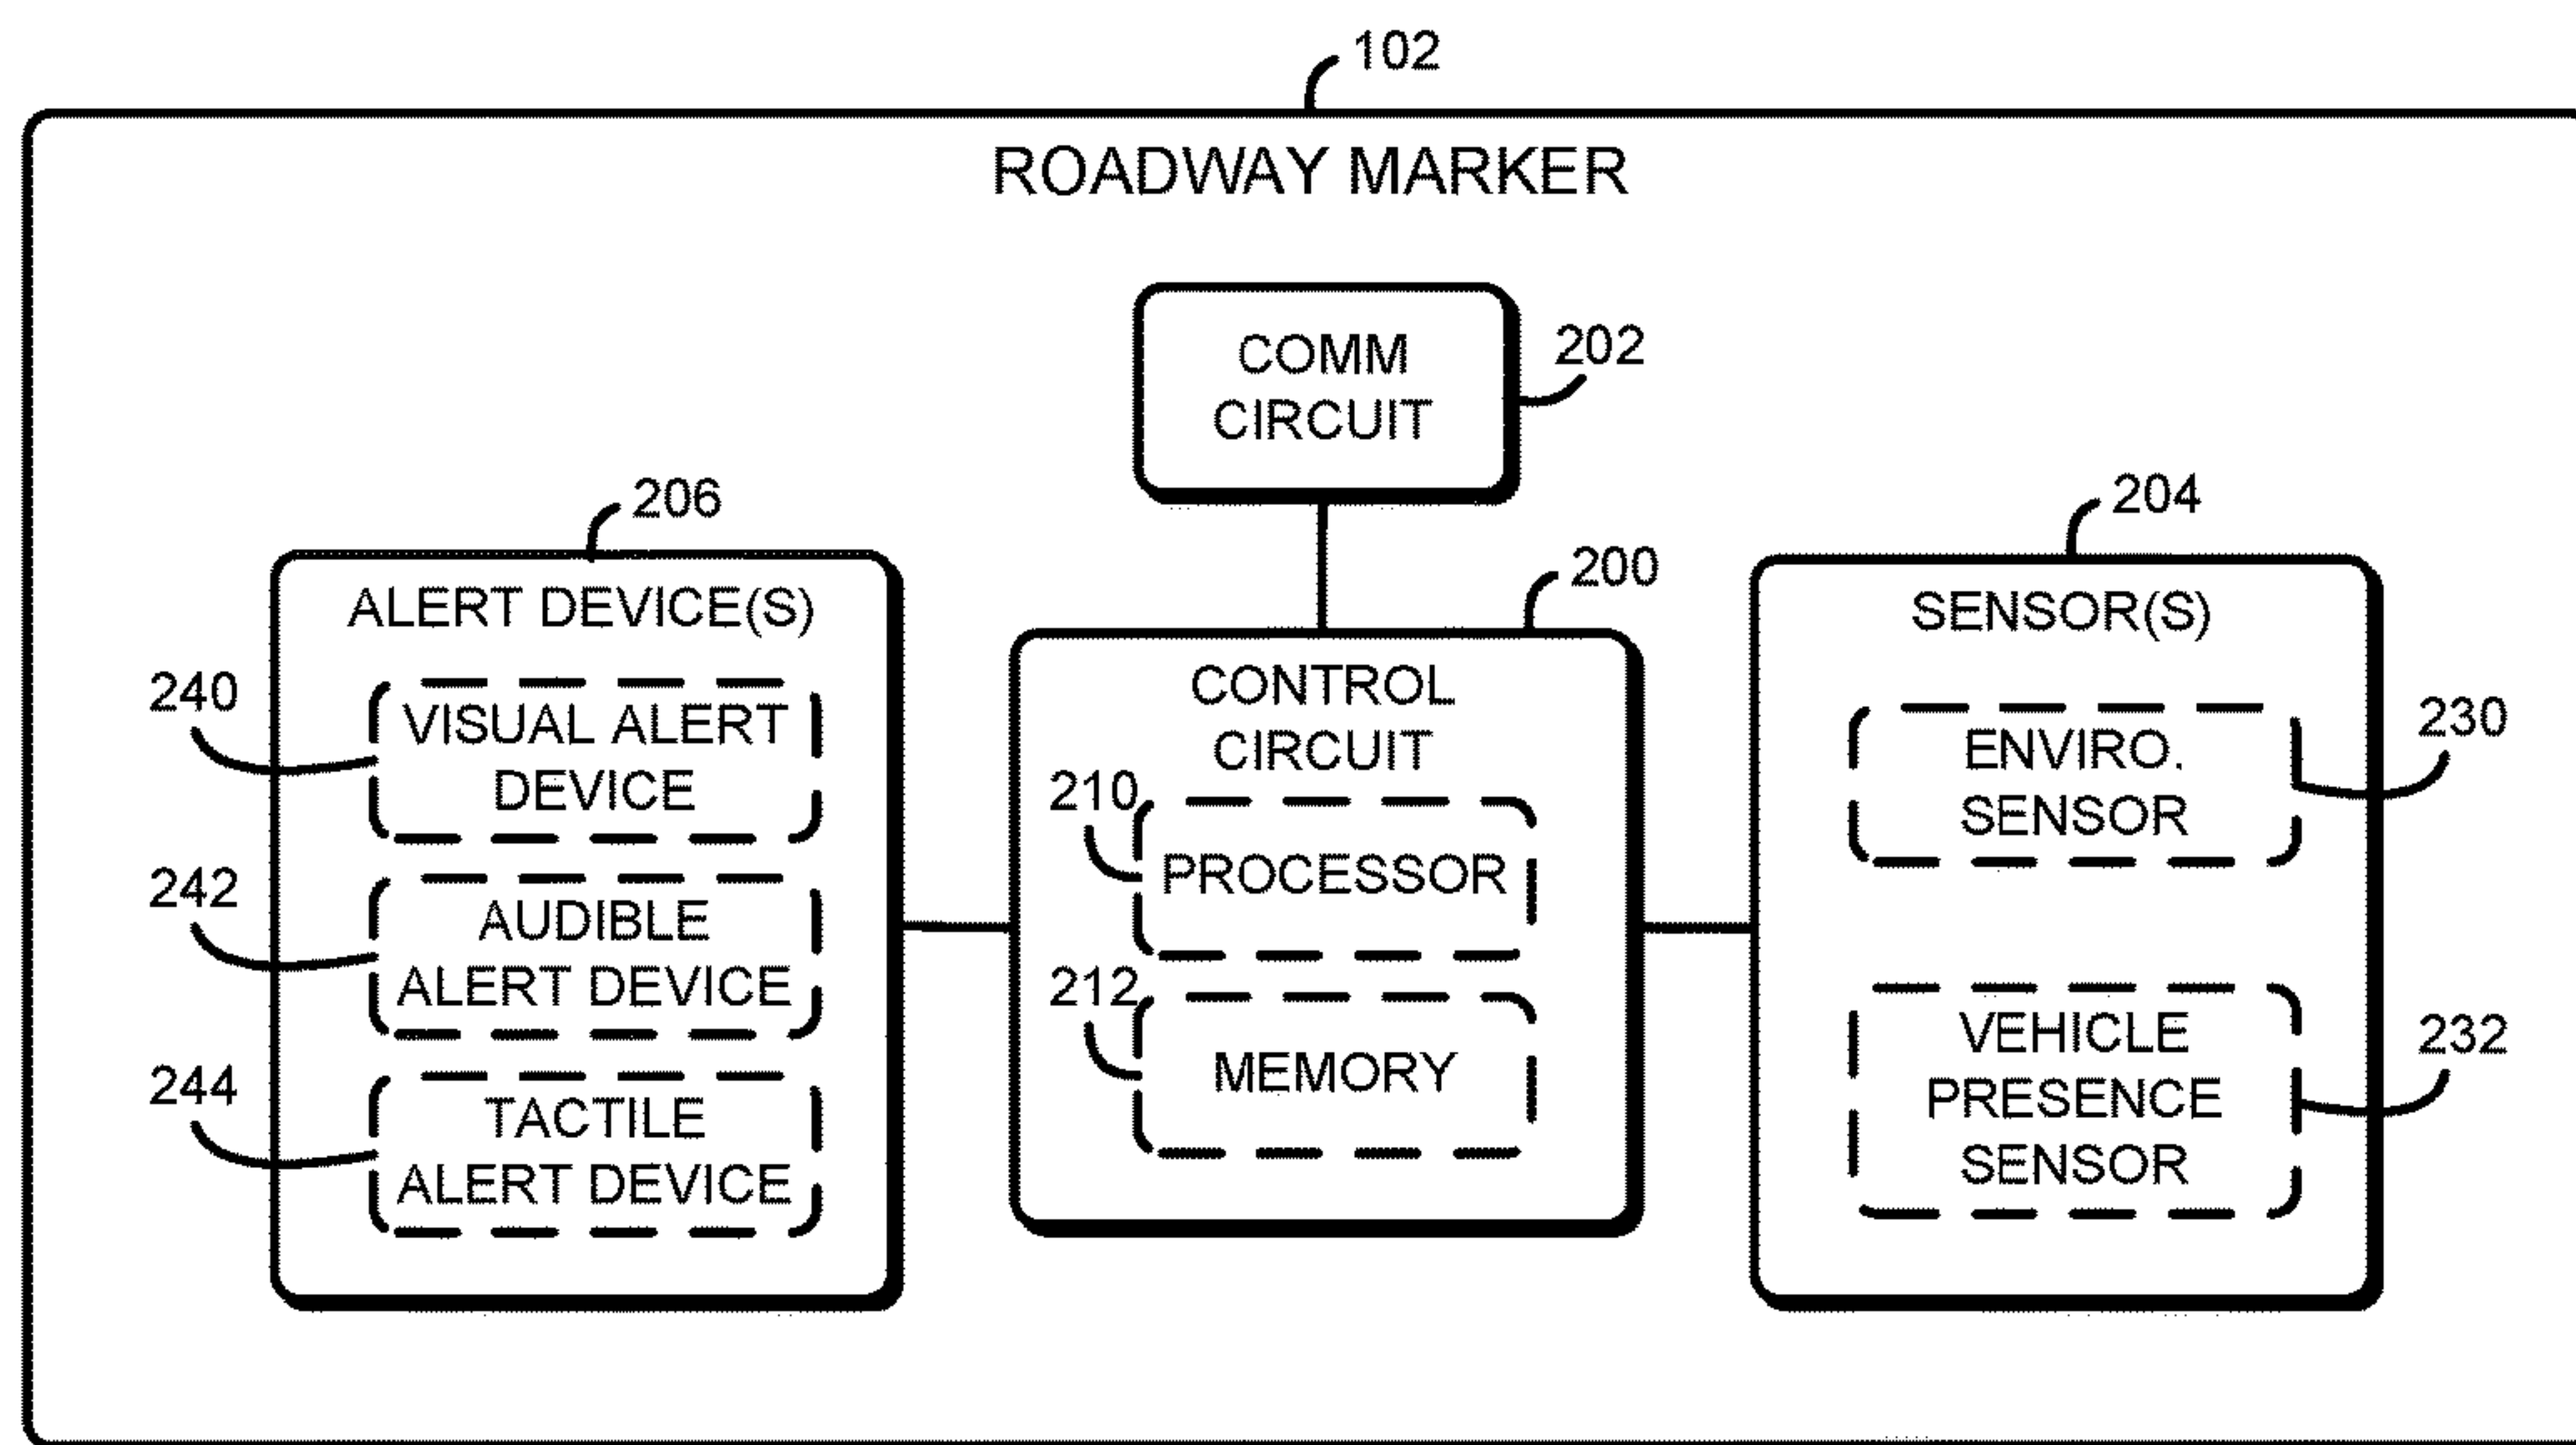 102
ROADWAY MARKER
COMM
CIRCUIT
202
206
ALERT DEVICE(S)
240
VISUAL ALERT
DEVICE
242
AUDIBLE
ALERT DEVICE
244
TACTILE
ALERT DEVICE
200
CONTROL
CIRCUIT
210
PROCESSOR
212
MEMORY
204
SENSOR(S)
ENVIRO.
SENSOR
230
VEHICLE
PRESENCE
SENSOR
232